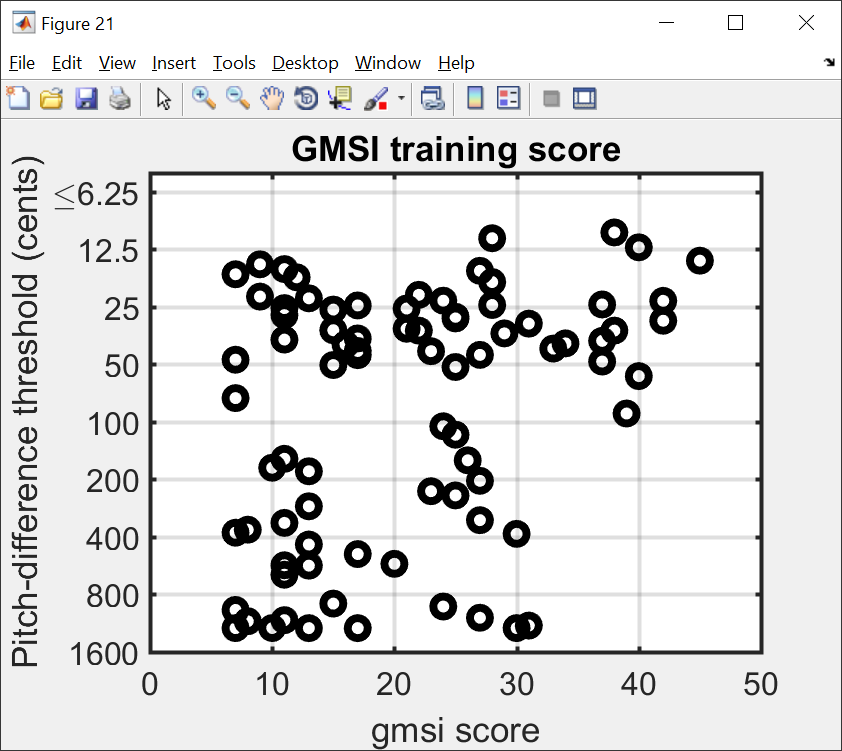 Figure 21
File Edit View Insert Tools Desktop Window Help
GMSI training score
Pitch-difference threshold (cents)
≤6.25
12.5
25
50
100
200
400
800
1600
0 10 20 30 40 50
gmsi score